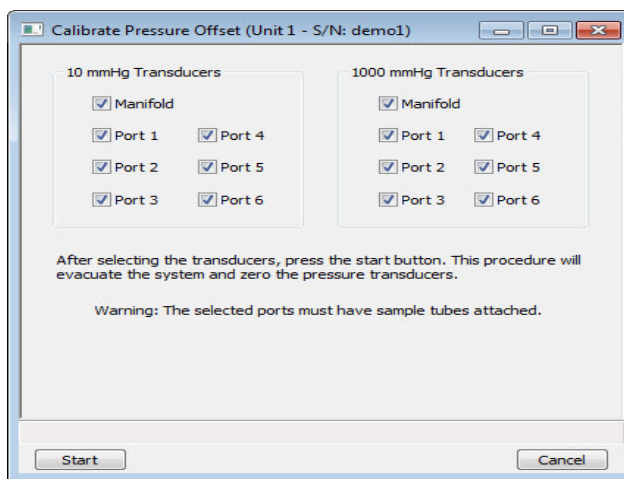 Calibrate Pressure Offset (Unit 1 - S/N: demo1)
10 mmHg Transducers
Manifold
Port 1 Port 4
Port 2 Port 5
Port 3 Port 6
1000 mmHg Transducers
Manifold
Port 1 Port 4
Port 2 Port 5
Port 3 Port 6
After selecting the transducers, press the start button. This procedure will
evacuate the system and zero the pressure transducers.
Warning: The selected ports must have sample tubes attached.
Start
Cancel